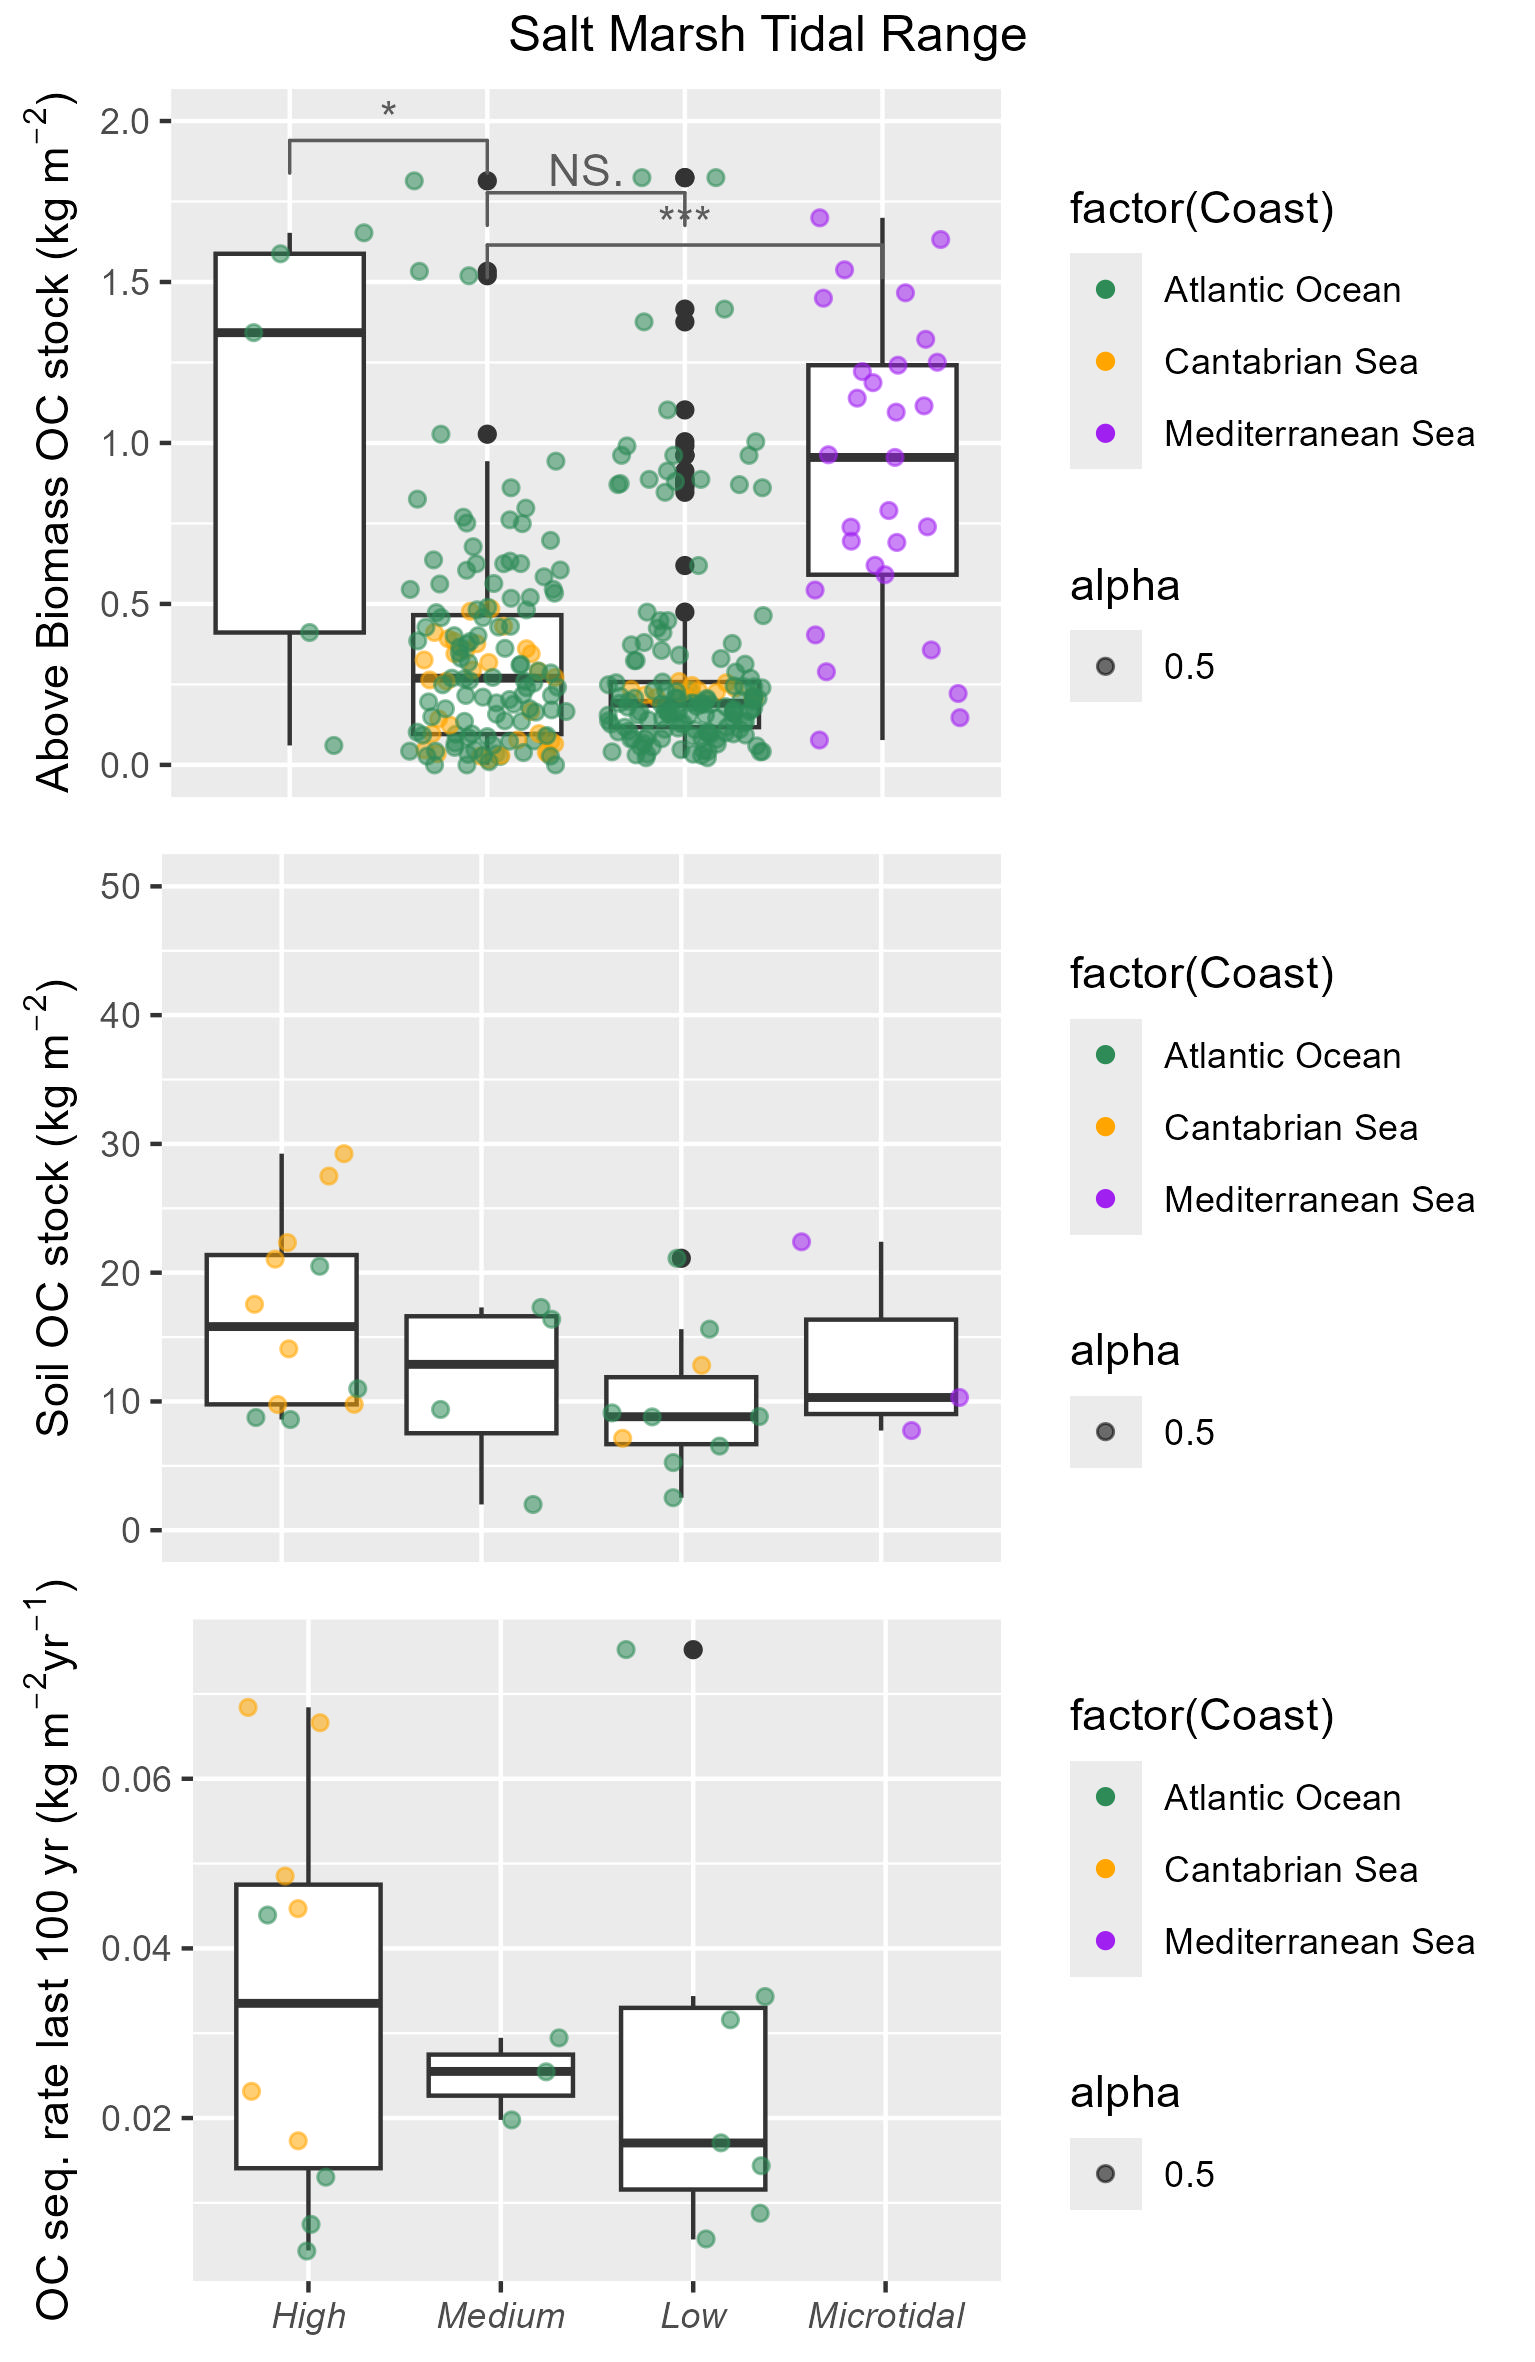 Salt Marsh Tidal Range
Above Biomass OC stock (kg m⁻²)
2.0
1.5
1.0
0.5
0.0
*
NS.
***
factor(Coast)
Atlantic Ocean
Cantabrian Sea
Mediterranean Sea
alpha
0.5
Soil OC stock (kg m⁻²)
50
40
30
20
10
0
factor(Coast)
Atlantic Ocean
Cantabrian Sea
Mediterranean Sea
alpha
0.5
OC seq. rate last 100 yr (kg m⁻²yr⁻¹)
0.06
0.04
0.02
High Medium Low Microtidal
factor(Coast)
Atlantic Ocean
Cantabrian Sea
Mediterranean Sea
alpha
0.5